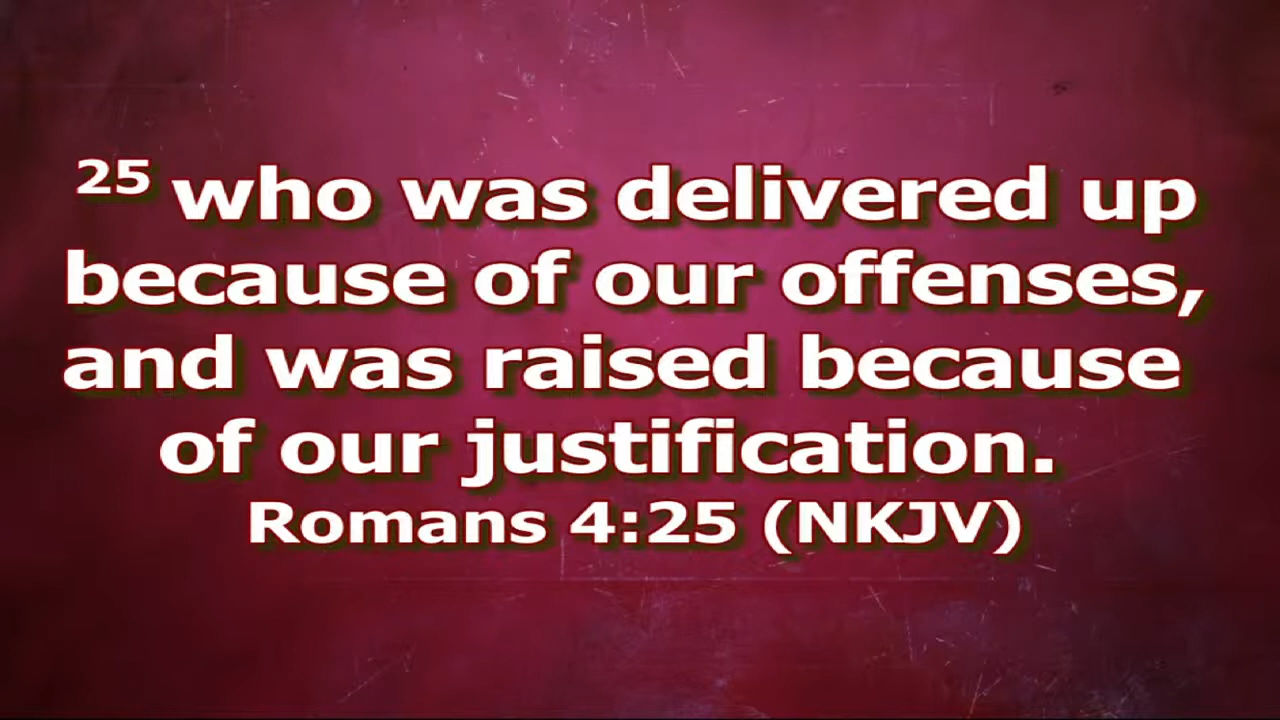 25 who was delivered up
because of our offenses,
and was raised because
of our justification.
Romans 4:25 (NKJV)